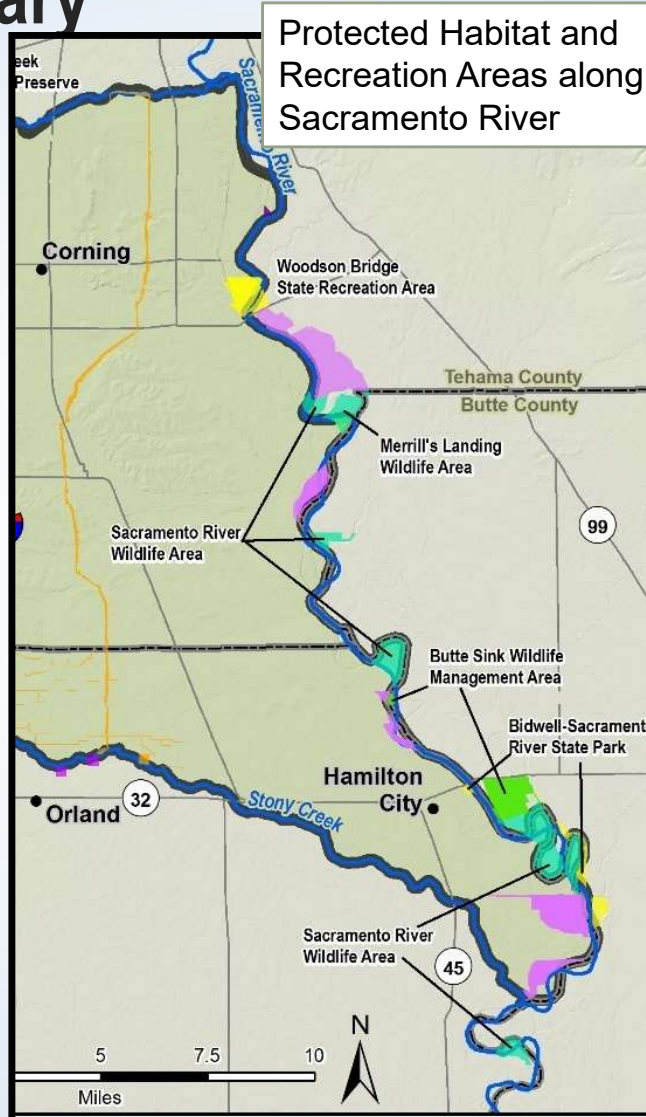 Protected Habitat and
Recreation Areas along
Sacramento River
Preserve
Sacramento River
Corning
Woodson Bridge
State Recreation Area
Tehama County
Butte County
Merrill's Landing
Wildlife Area
99
Sacramento River
Wildlife Area
Butte Sink Wildlife
Management Area
Bidwell-Sacrament
River State Park
Hamilton
City
Orland
32
Stony Creek
Sacramento River
Wildlife Area
45
N
5 7.5 10
Miles